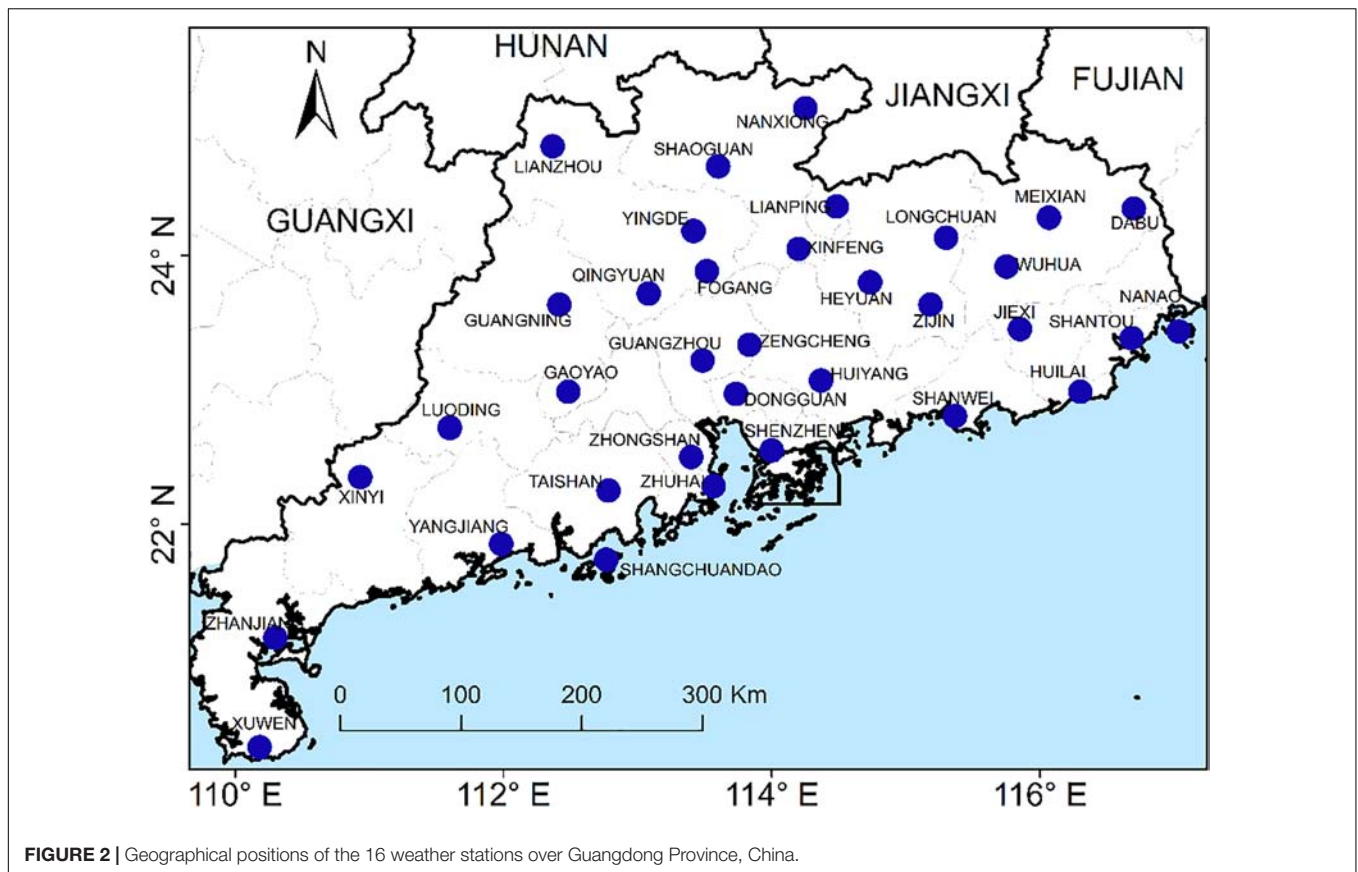 N
HUNAN
JIANGXI
FUJIAN
NANXIONG
SHAOGUAN
LIANZHOU
GUANGXI
LIANPING
MEIXIAN
LONGCHUAN
DABU
YINGDE
24° N
XINFENG
WUHUA
QINGYUAN
FOGANG
HEYUAN
NANAO
GUANGNING
ZIJIN
JIEXI
SHANTOU
GUANGZHOU
ZENGCHENG
GAOYAO
HUIYANG
HUILAI
DONGGUAN
SHANWEI
LUODING
SHENZHEN
ZHONGSHAN
TAISHAN
ZHUHAI
XINYI
22° N
YANGJIANG
SHANGCHUANDAO
ZHANJIAN
0 100 200 300 Km
XUWEN
110° E 112° E 114° E 116° E
FIGURE 2 | Geographical positions of the 16 weather stations over Guangdong Province, China.